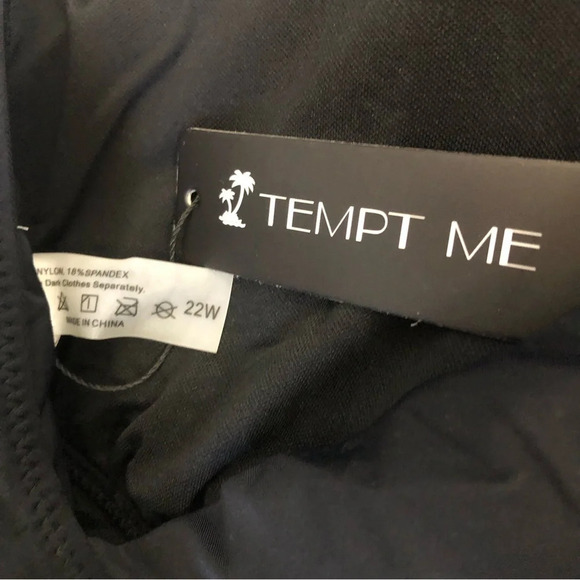 TEMPT ME
NYLON, 18%SPANDEX
Dark Clothes Separately.
22W
MADE IN CHINA